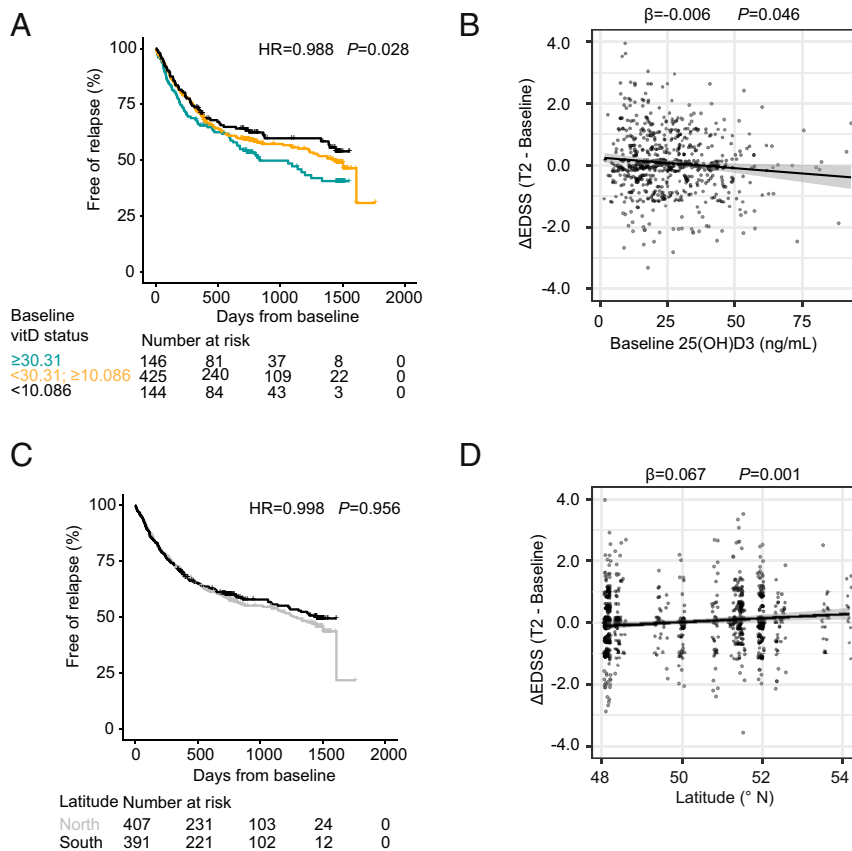 A
HR=0.988 P=0.028
Free of relapse (%)
100
75
50
25
0
0 500 1000 1500 2000
Days from baseline
Baseline
vitD status
Number at risk
≥30.31 146 81 37 8 0
<30.31; ≥10.086 425 240 109 22 0
<10.086 144 84 43 3 0
B
β=-0.006 P=0.046
ΔEDSS (T2 - Baseline)
4.0
2.0
0.0
-2.0
-4.0
0 25 50 75
Baseline 25(OH)D3 (ng/mL)
C
HR=0.998 P=0.956
Free of relapse (%)
100
75
50
25
0
0 500 1000 1500 2000
Days from baseline
Latitude Number at risk
North 407 231 103 24 0
South 391 221 102 12 0
D
β=0.067 P=0.001
ΔEDSS (T2 - Baseline)
4.0
2.0
0.0
-2.0
-4.0
48 50 52 54
Latitude (° N)